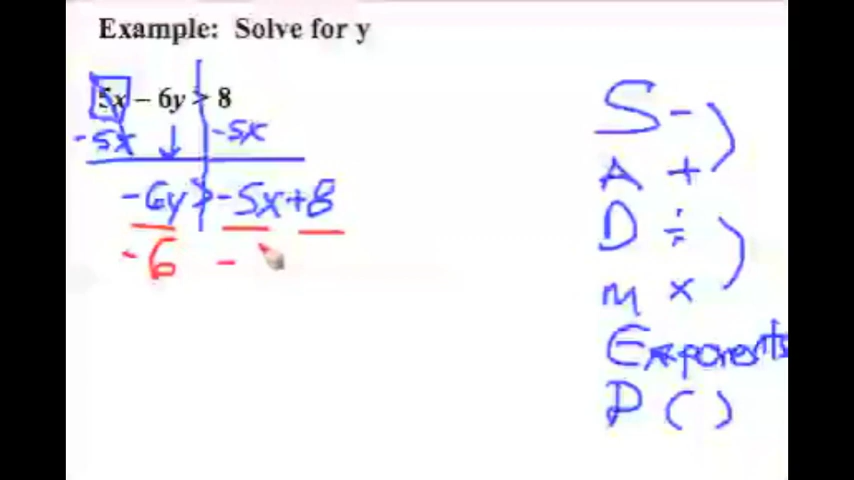 Example: Solve for y
5x – 6y > 8
-5x -5x
-6y > -5x+8
-6 -
S -
A +
D ÷
M ×
Exponents
P ( )